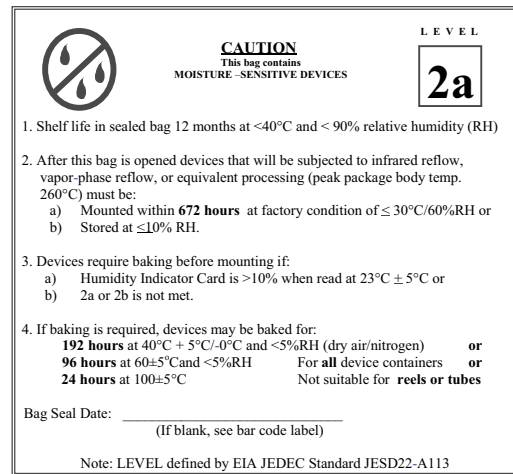 LEVEL
CAUTION
This bag contains
MOISTURE –SENSITIVE DEVICES
2a
1. Shelf life in sealed bag 12 months at <40°C and < 90% relative humidity (RH)
2. After this bag is opened devices that will be subjected to infrared reflow,
vapor-phase reflow, or equivalent processing (peak package body temp.
260°C) must be:
a) Mounted within 672 hours at factory condition of ≤ 30°C/60%RH or
b) Stored at ≤10% RH.
3. Devices require baking before mounting if:
a) Humidity Indicator Card is >10% when read at 23°C ± 5°C or
b) 2a or 2b is not met.
4. If baking is required, devices may be baked for:
192 hours at 40°C + 5°C/-0°C and <5%RH (dry air/nitrogen) or
96 hours at 60±5°Cand <5%RH For all device containers or
24 hours at 100±5°C Not suitable for reels or tubes
Bag Seal Date: ______________________________
(If blank, see bar code label)
Note: LEVEL defined by EIA JEDEC Standard JESD22-A113